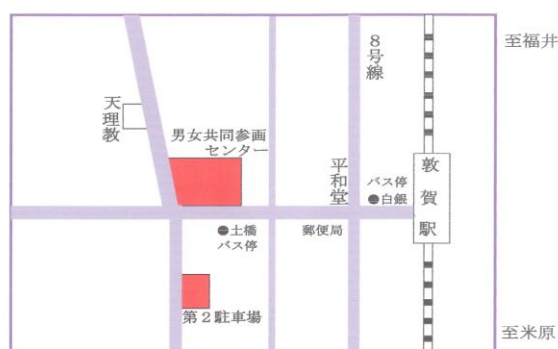 至福井
8号線
天理教
男女共同参画
センター
平和堂
バス停
●白銀
敦賀駅
●土橋
バス停
郵便局
第2駐車場
至米原